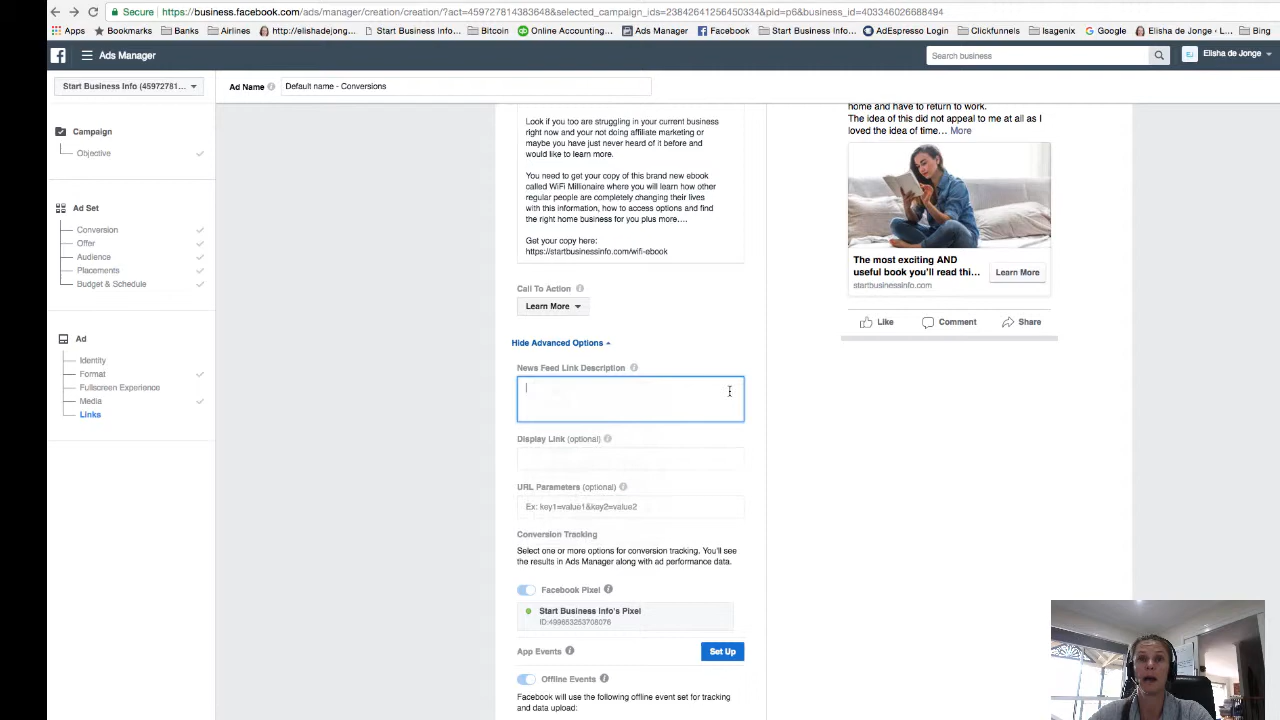 Secure
https://business.facebook.com/ads/manager/creation/creation/?act=459727814383648&selected_campaign_ids=23842641256450334&pid=p6&business_id=403346026688494
Apps Bookmarks Banks Airlines http://elishadejong... Start Business Info... Bitcoin Online Accounting... Ads Manager Facebook Start Business Info... AdEspresso Login Clickfunnels Isagenix Google Elisha de Jonge - L... Bing
Ads Manager
Search business
Elisha de Jonge
Start Business Info (45972781...
Ad Name
Default name - Conversions
Campaign
Objective
Ad Set
Conversion
Offer
Audience
Placements
Budget & Schedule
Ad
Identity
Format
Fullscreen Experience
Media
Links
Look if you too are struggling in your current business
right now and your not doing affiliate marketing or
maybe you have just never heard of it before and
would like to learn more.
You need to get your copy of this brand new ebook
called WiFi Millionaire where you will learn how other
regular people are completely changing their lives
with this information, how to access options and find
the right home business for you plus more....
Get your copy here:
https://startbusinessinfo.com/wifi-ebook
Call To Action
Learn More
Hide Advanced Options
News Feed Link Description
Display Link (optional)
URL Parameters (optional)
Ex: key1=value1&key2=value2
Conversion Tracking
Select one or more options for conversion tracking. You'll see
the results in Ads Manager along with ad performance data.
Facebook Pixel
Start Business Info's Pixel
ID:499653253708076
App Events
Set Up
Offline Events
Facebook will use the following offline event set for tracking
and data upload:
home and have to return to work.
The idea of this did not appeal to me at all as I
loved the idea of time... More
The most exciting AND
useful book you'll read thi...
Learn More
startbusinessinfo.com
Like Comment Share